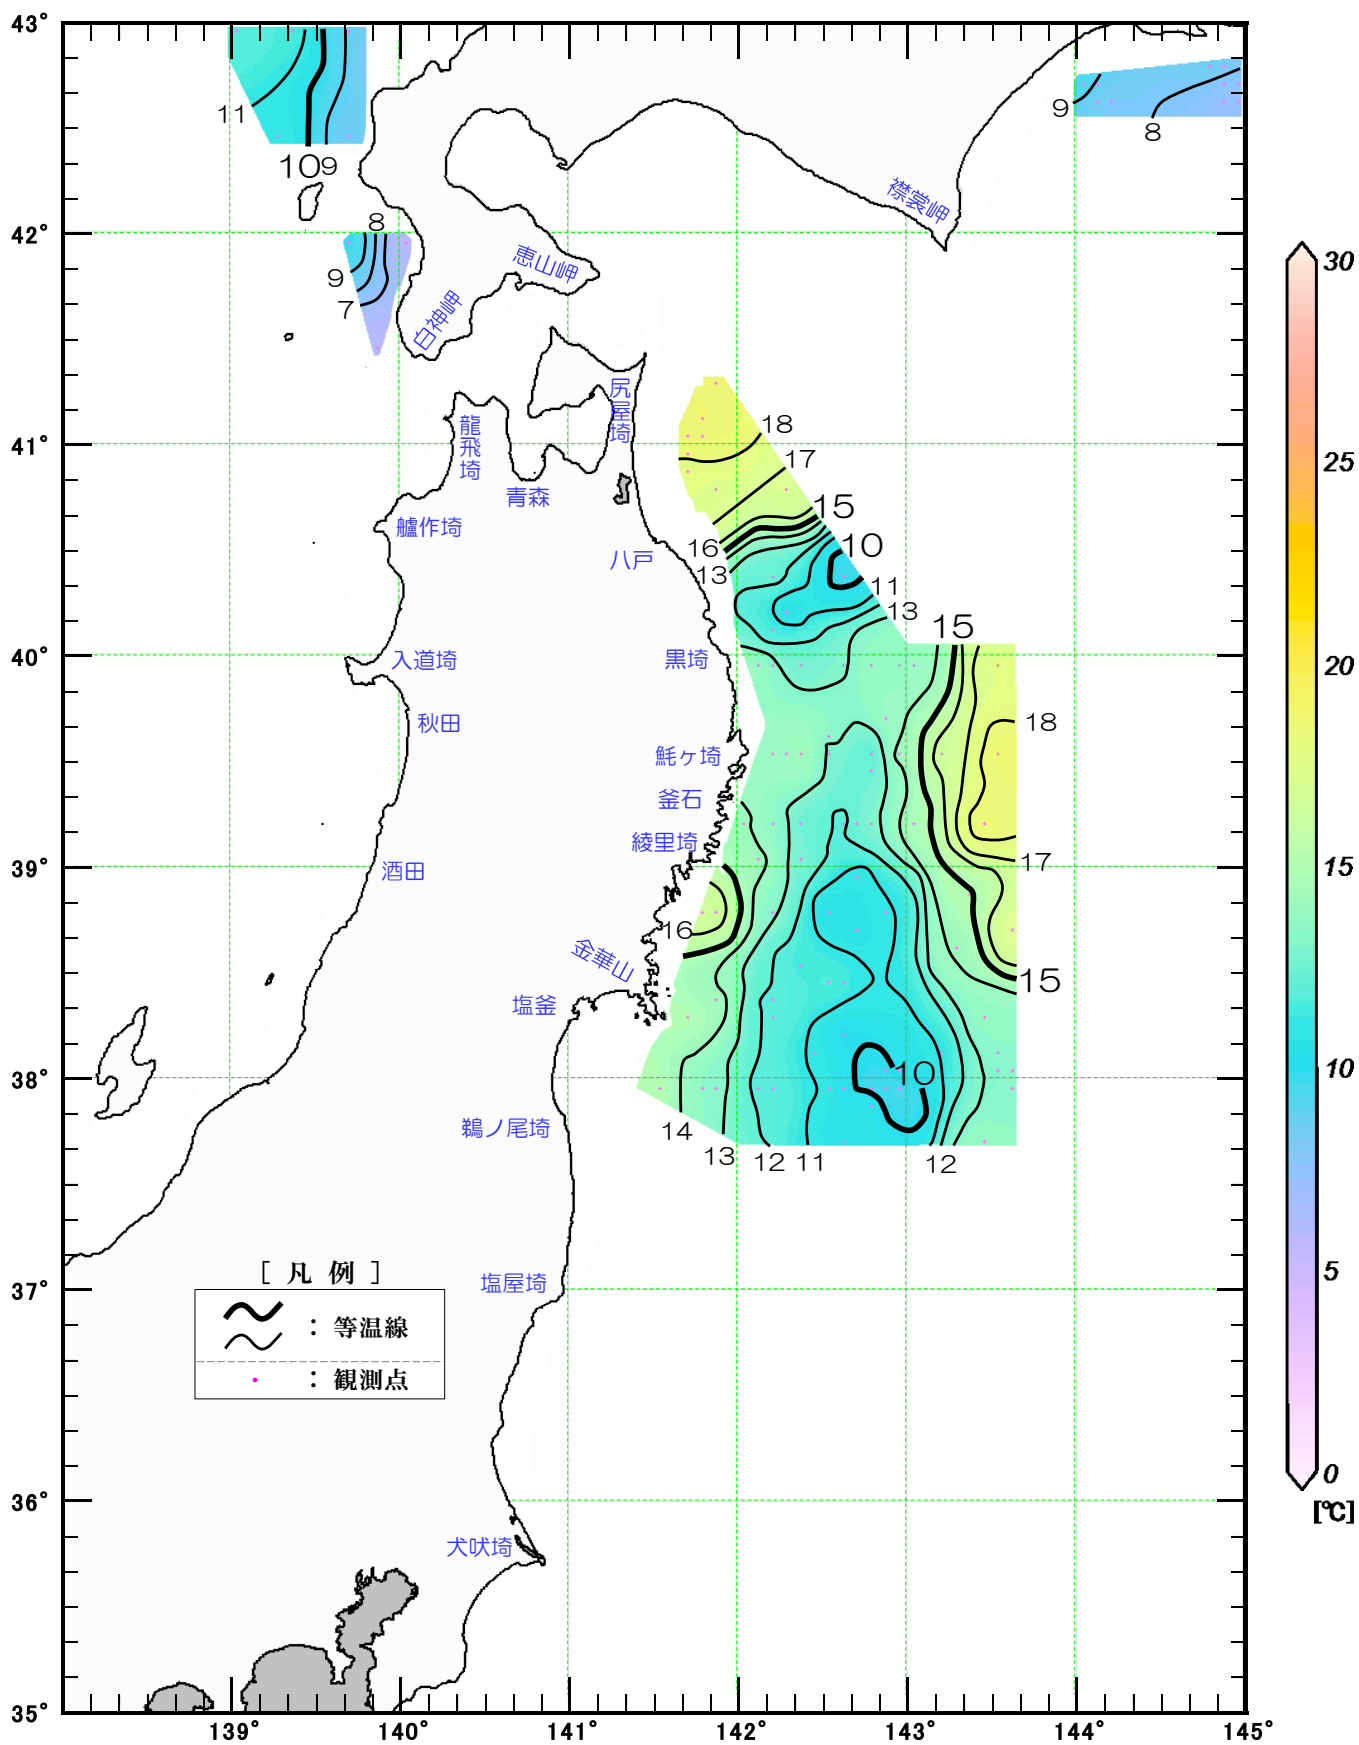 43°
42°
41°
40°
39°
38°
37°
36°
35°
139°
140°
141°
142°
143°
144°
145°
11
10
9
8
9
7
9
8
襟裳岬
恵山岬
白神岬
尻屋埼
龍飛埼
青森
艫作埼
八戸
入道埼
黒埼
秋田
魹ヶ埼
釜石
綾里埼
酒田
金華山
塩釜
鵜ノ尾埼
塩屋埼
犬吠埼
18
17
15
16
13
10
11
13
15
18
17
16
15
10
14
13
12
11
12
[ 凡 例 ]
: 等温線
: 観測点
30
25
20
15
10
5
0
[℃]